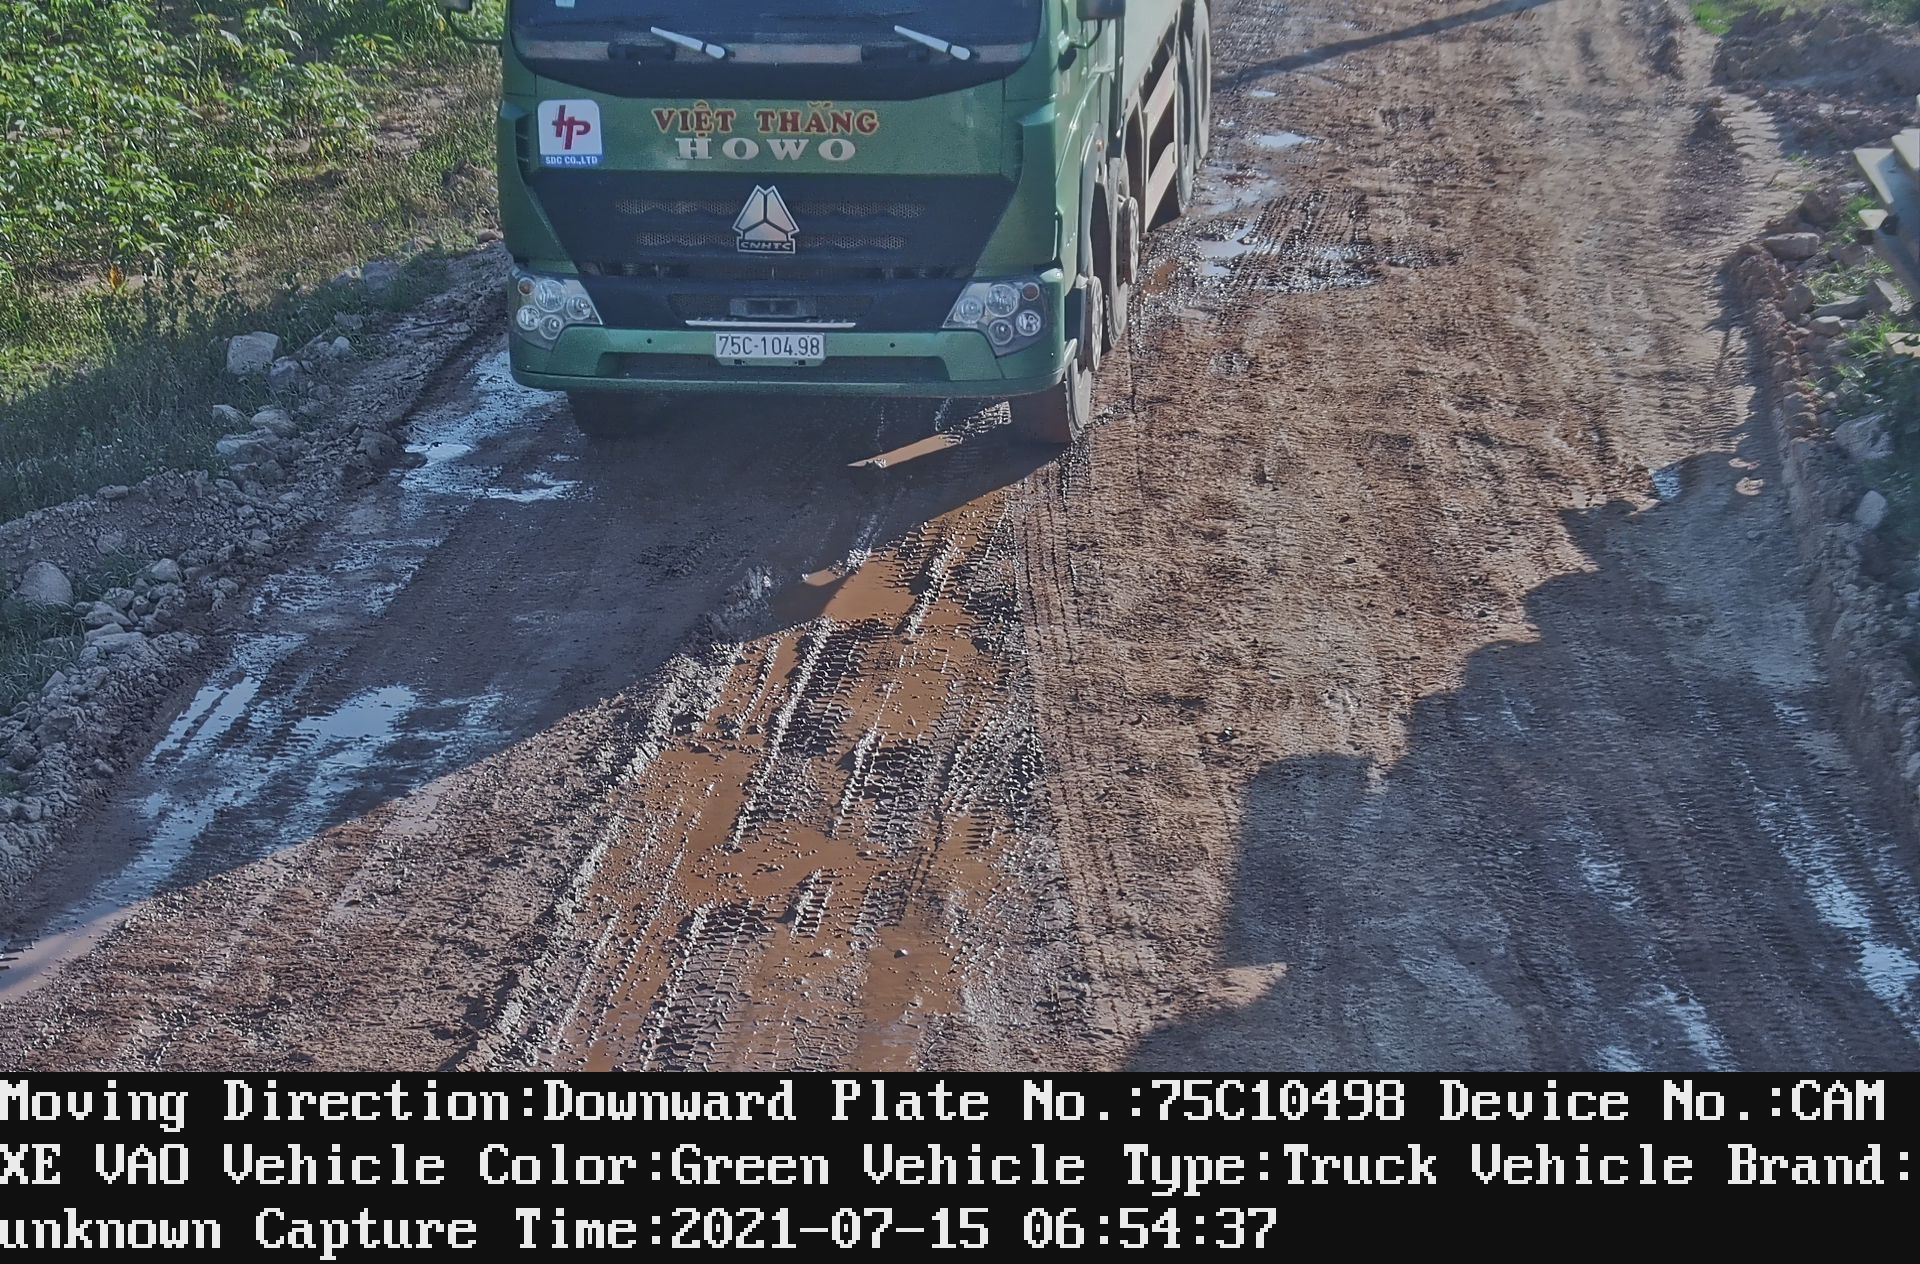 VIỆT THẮNG
HOWO
HP
SDC CO.,LTD
CNHTC
75C-104.98
Moving Direction:Downward Plate No.:75C10498 Device No.:CAM
XE VAO Vehicle Color:Green Vehicle Type:Truck Vehicle Brand:
unknown Capture Time:2021-07-15 06:54:37